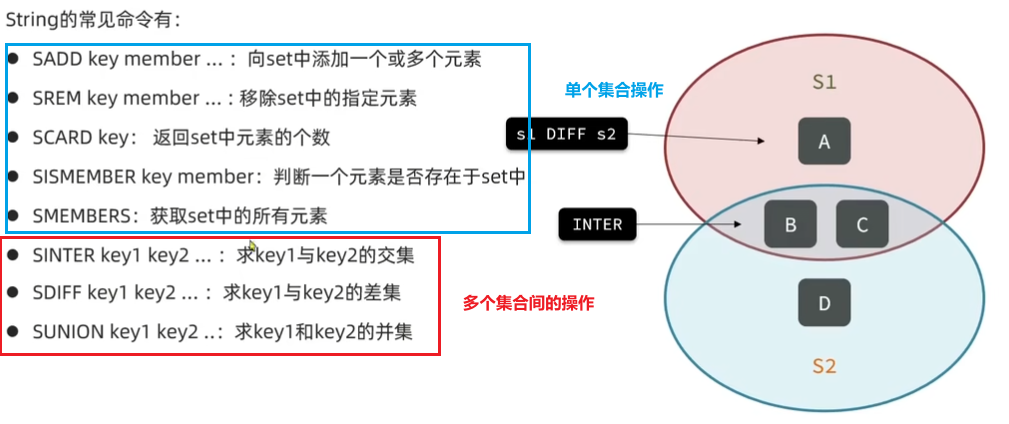 String的常见命令有：
● SADD key member ... ：向set中添加一个或多个元素
● SREM key member ... : 移除set中的指定元素
● SCARD key： 返回set中元素的个数
● SISMEMBER key member：判断一个元素是否存在于set中
● SMEMBERS：获取set中的所有元素
● SINTER key1 key2 ... ：求key1与key2的交集
● SDIFF key1 key2 ... ：求key1与key2的差集
● SUNION key1 key2 ..：求key1和key2的并集
单个集合操作
多个集合间的操作
s1 DIFF s2
INTER
S1
A
B C
D
S2